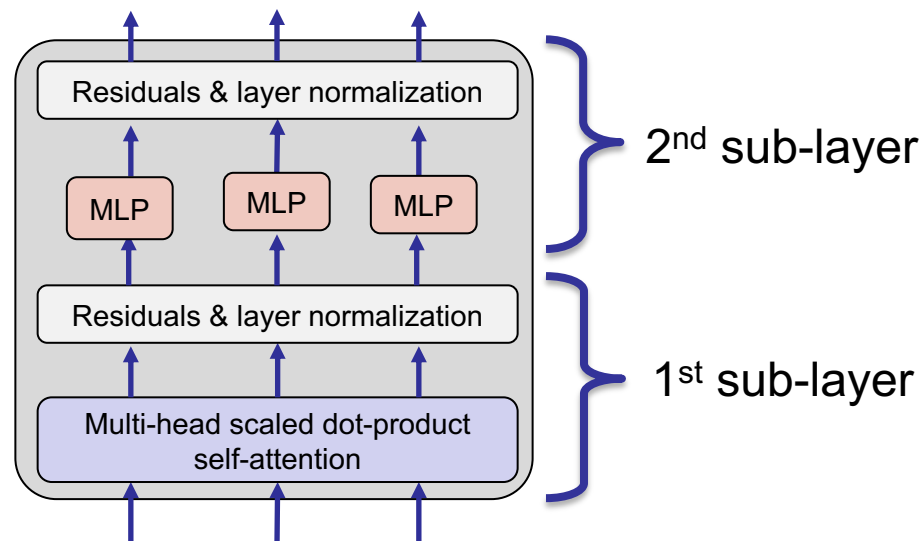 Residuals & layer normalization
2nd sub-layer
MLP
MLP
MLP
Residuals & layer normalization
1st sub-layer
Multi-head scaled dot-product
self-attention